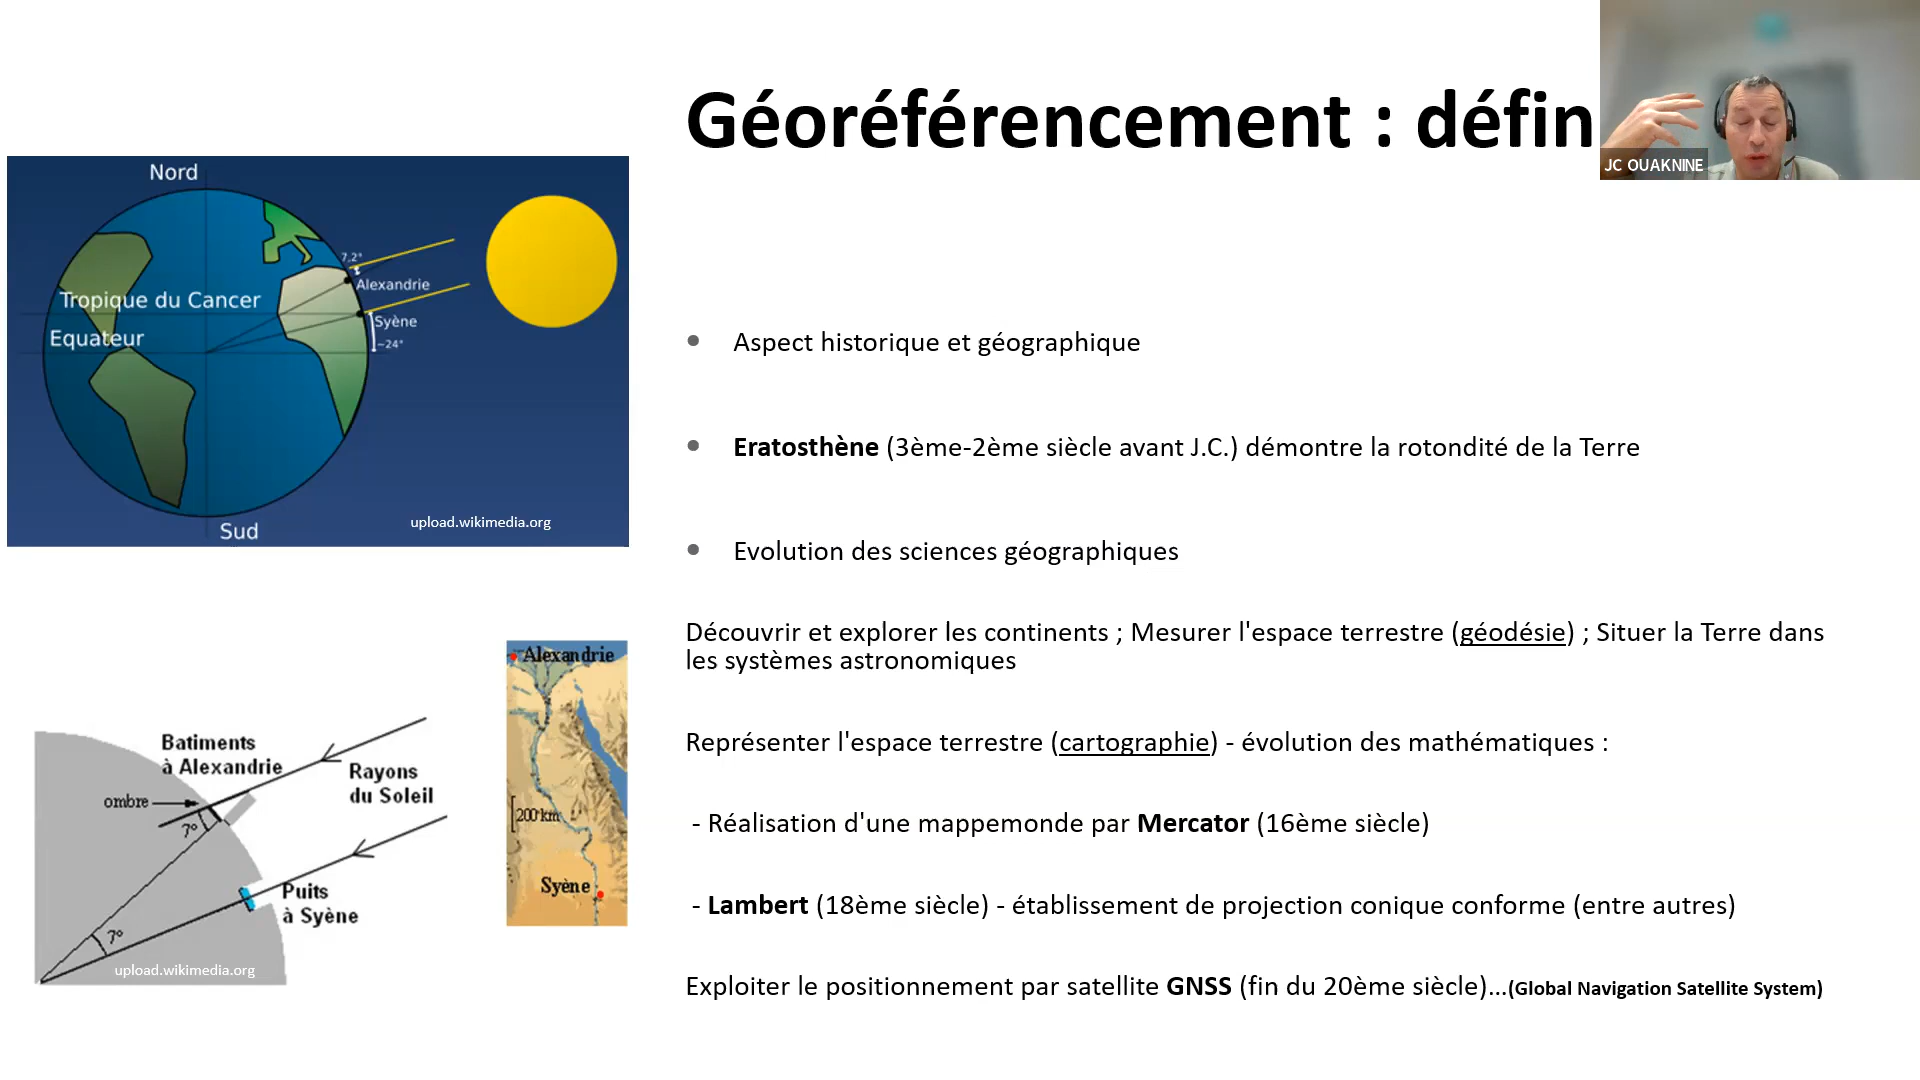 Géoréférencement : défin
JC OUAKNINE
Nord
7,2°
Alexandrie
Tropique du Cancer
Syène
Equateur
~24°
upload.wikimedia.org
Sud
Aspect historique et géographique
Eratosthène (3ème-2ème siècle avant J.C.) démontre la rotondité de la Terre
Evolution des sciences géographiques
Découvrir et explorer les continents ; Mesurer l'espace terrestre (géodésie) ; Situer la Terre dans
les systèmes astronomiques
Représenter l'espace terrestre (cartographie) - évolution des mathématiques :
- Réalisation d'une mappemonde par Mercator (16ème siècle)
- Lambert (18ème siècle) - établissement de projection conique conforme (entre autres)
Exploiter le positionnement par satellite GNSS (fin du 20ème siècle)...(Global Navigation Satellite System)
Batiments
à Alexandrie
Rayons
du Soleil
ombre
7°
Puits
à Syène
7°
upload.wikimedia.org
Alexandrie
200 km
Syène